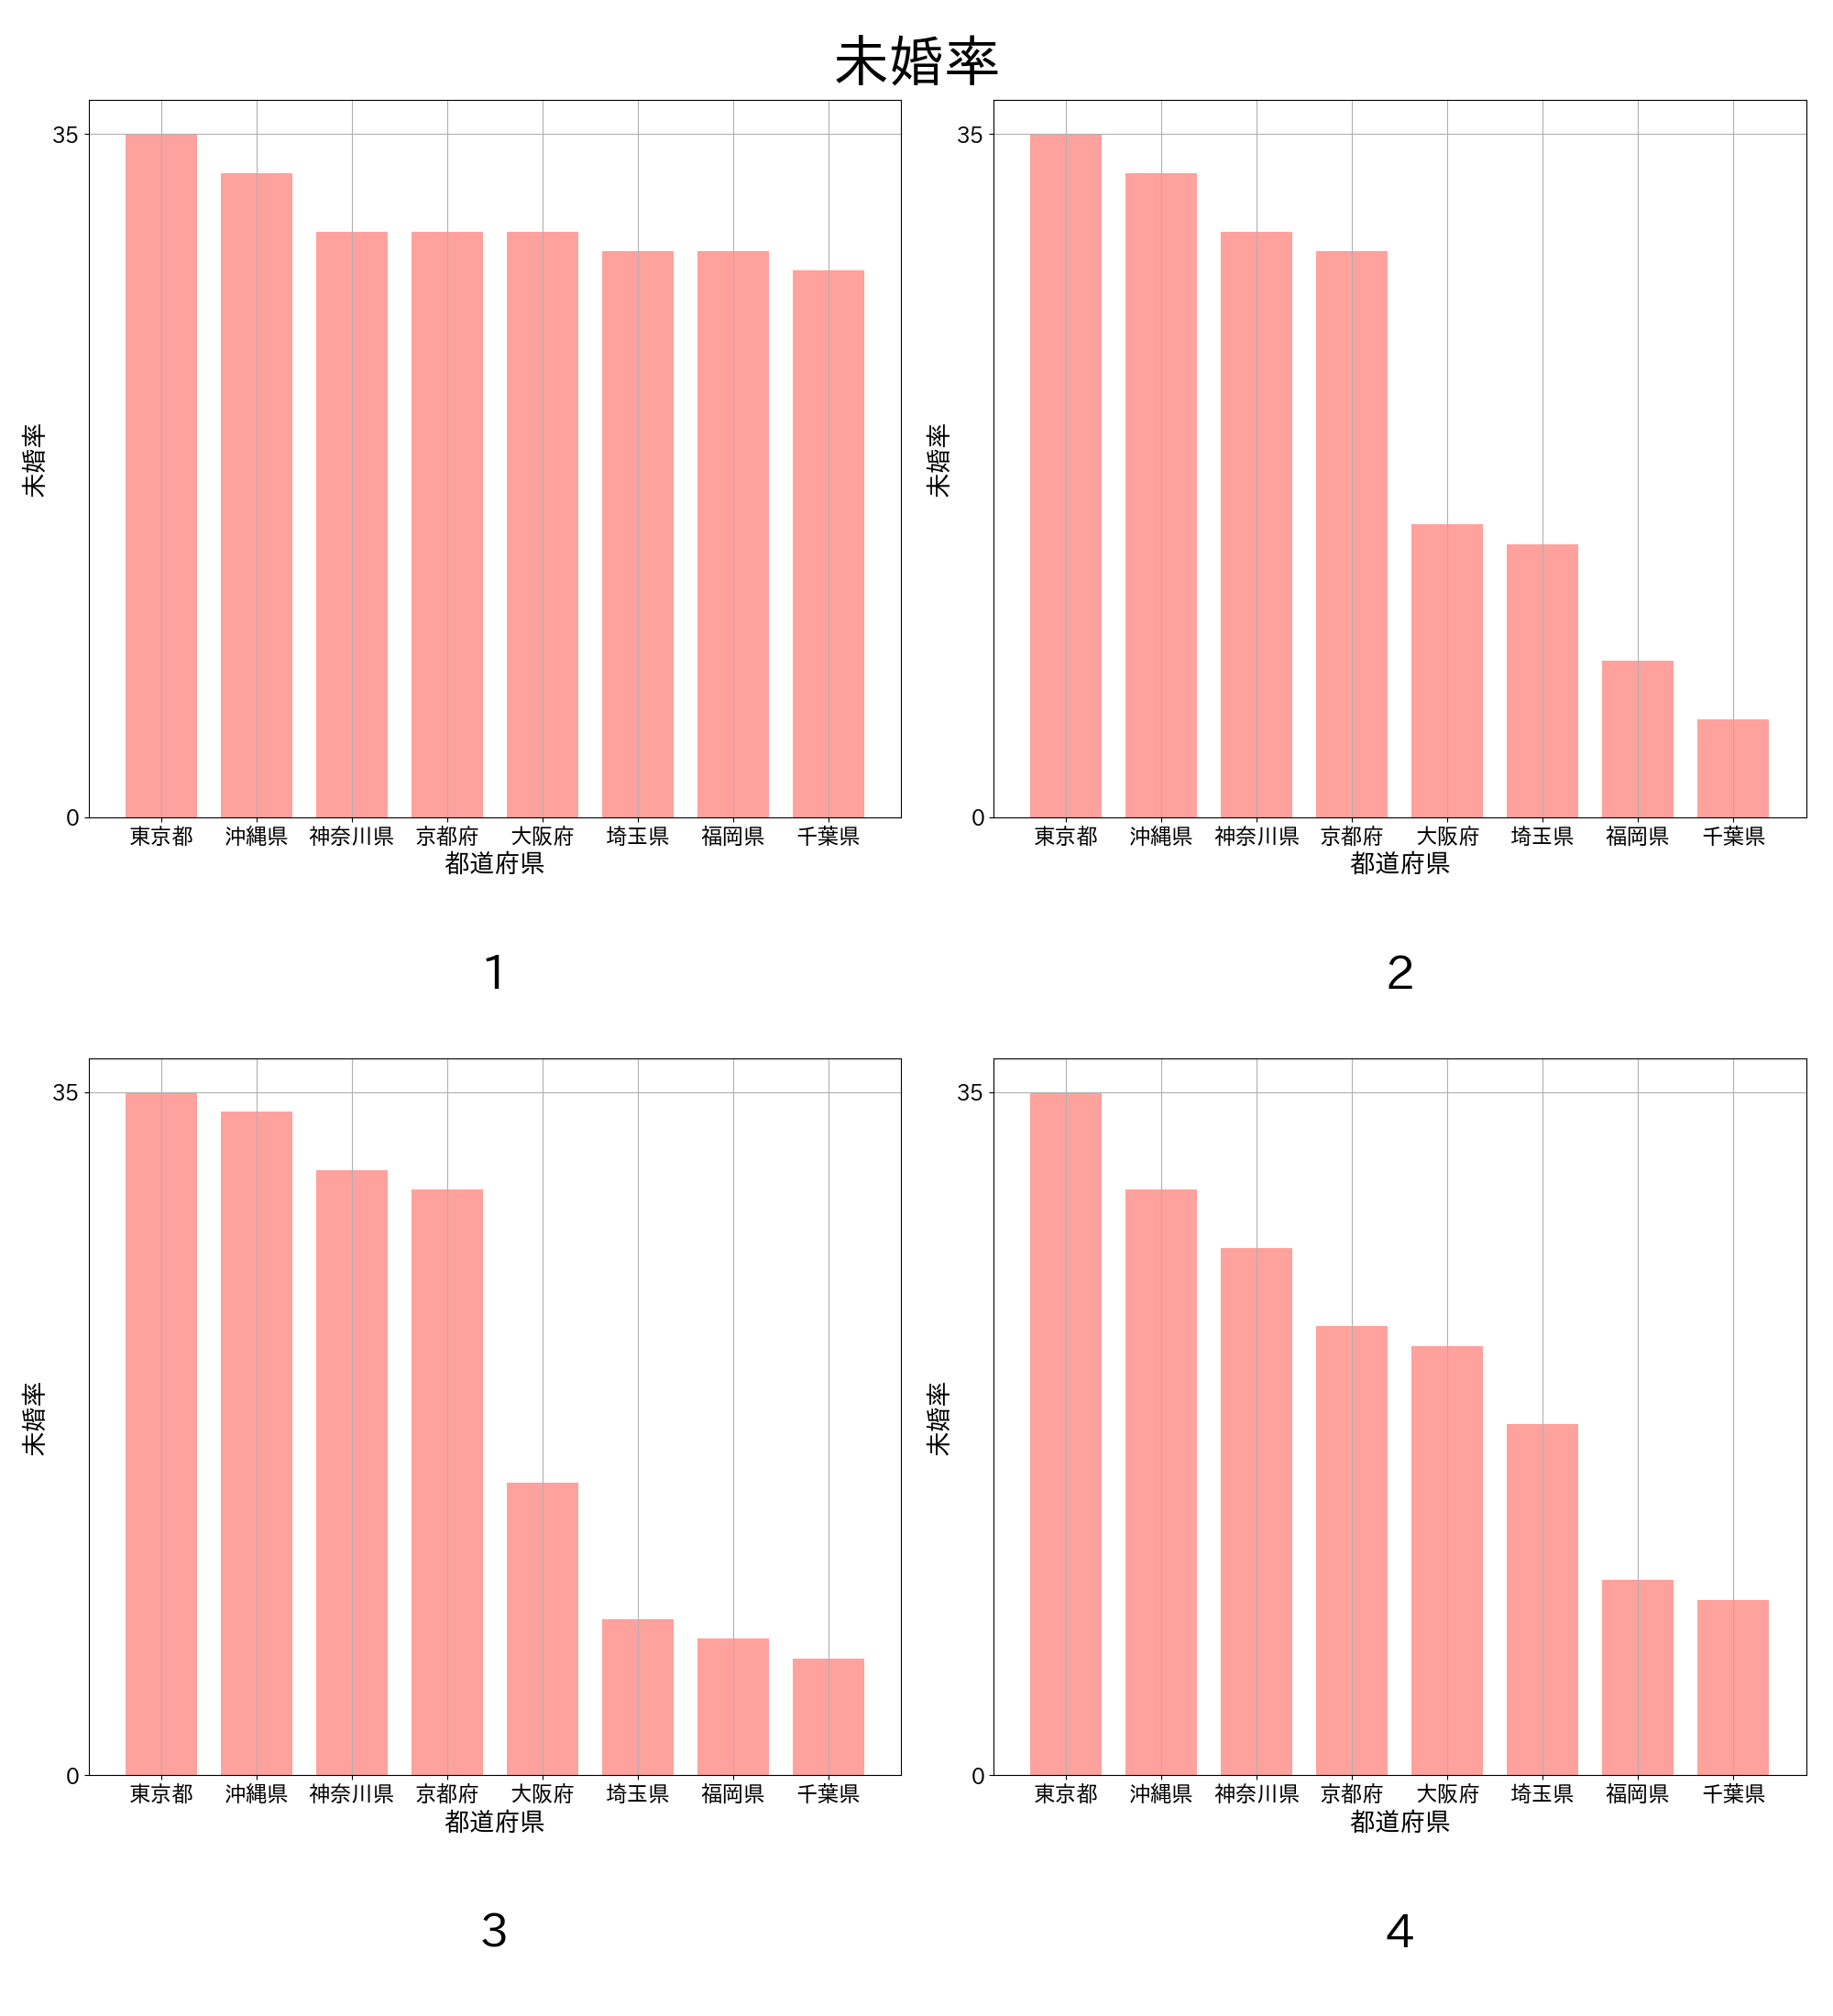 未婚率
35
0
未婚率
東京都 沖縄県 神奈川県 京都府 大阪府 埼玉県 福岡県 千葉県
都道府県
1
35
0
未婚率
東京都 沖縄県 神奈川県 京都府 大阪府 埼玉県 福岡県 千葉県
都道府県
2
35
0
未婚率
東京都 沖縄県 神奈川県 京都府 大阪府 埼玉県 福岡県 千葉県
都道府県
3
35
0
未婚率
東京都 沖縄県 神奈川県 京都府 大阪府 埼玉県 福岡県 千葉県
都道府県
4